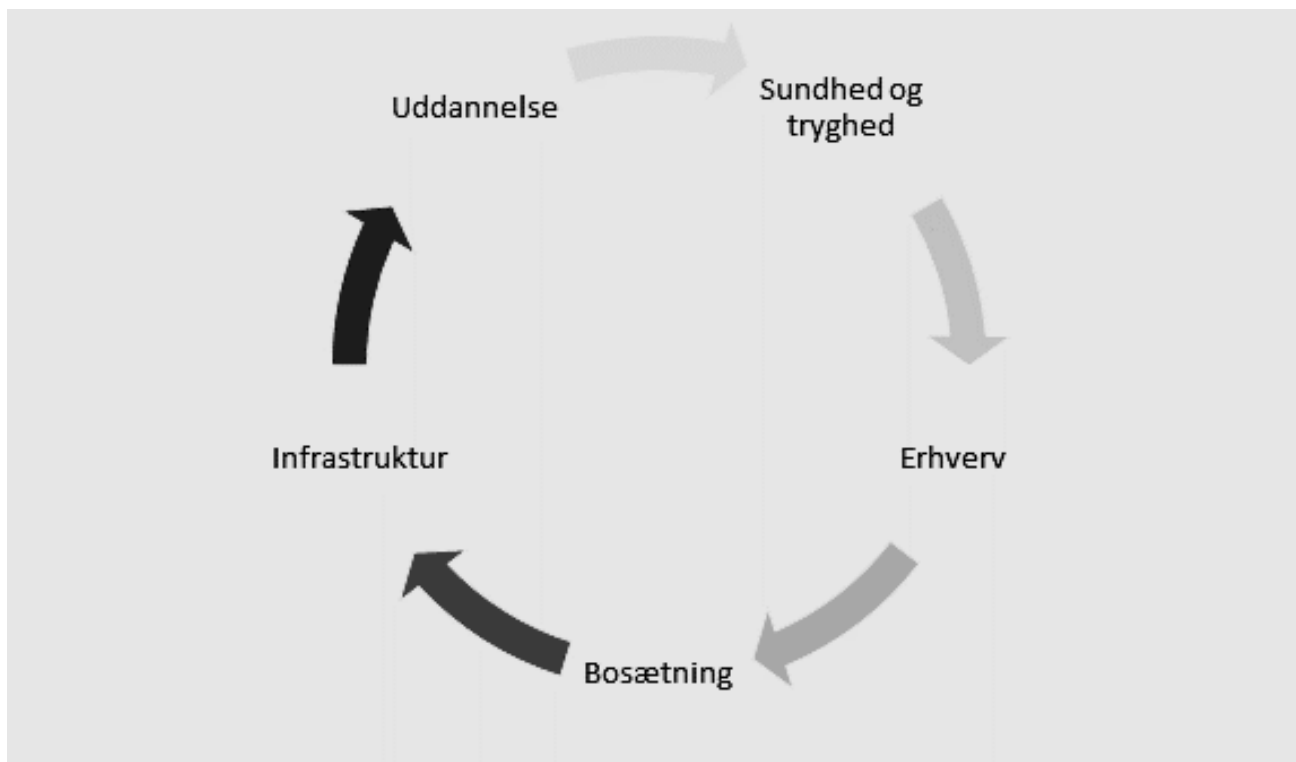 Uddannelse
Sundhed og
tryghed
Erhverv
Bosætning
Infrastruktur